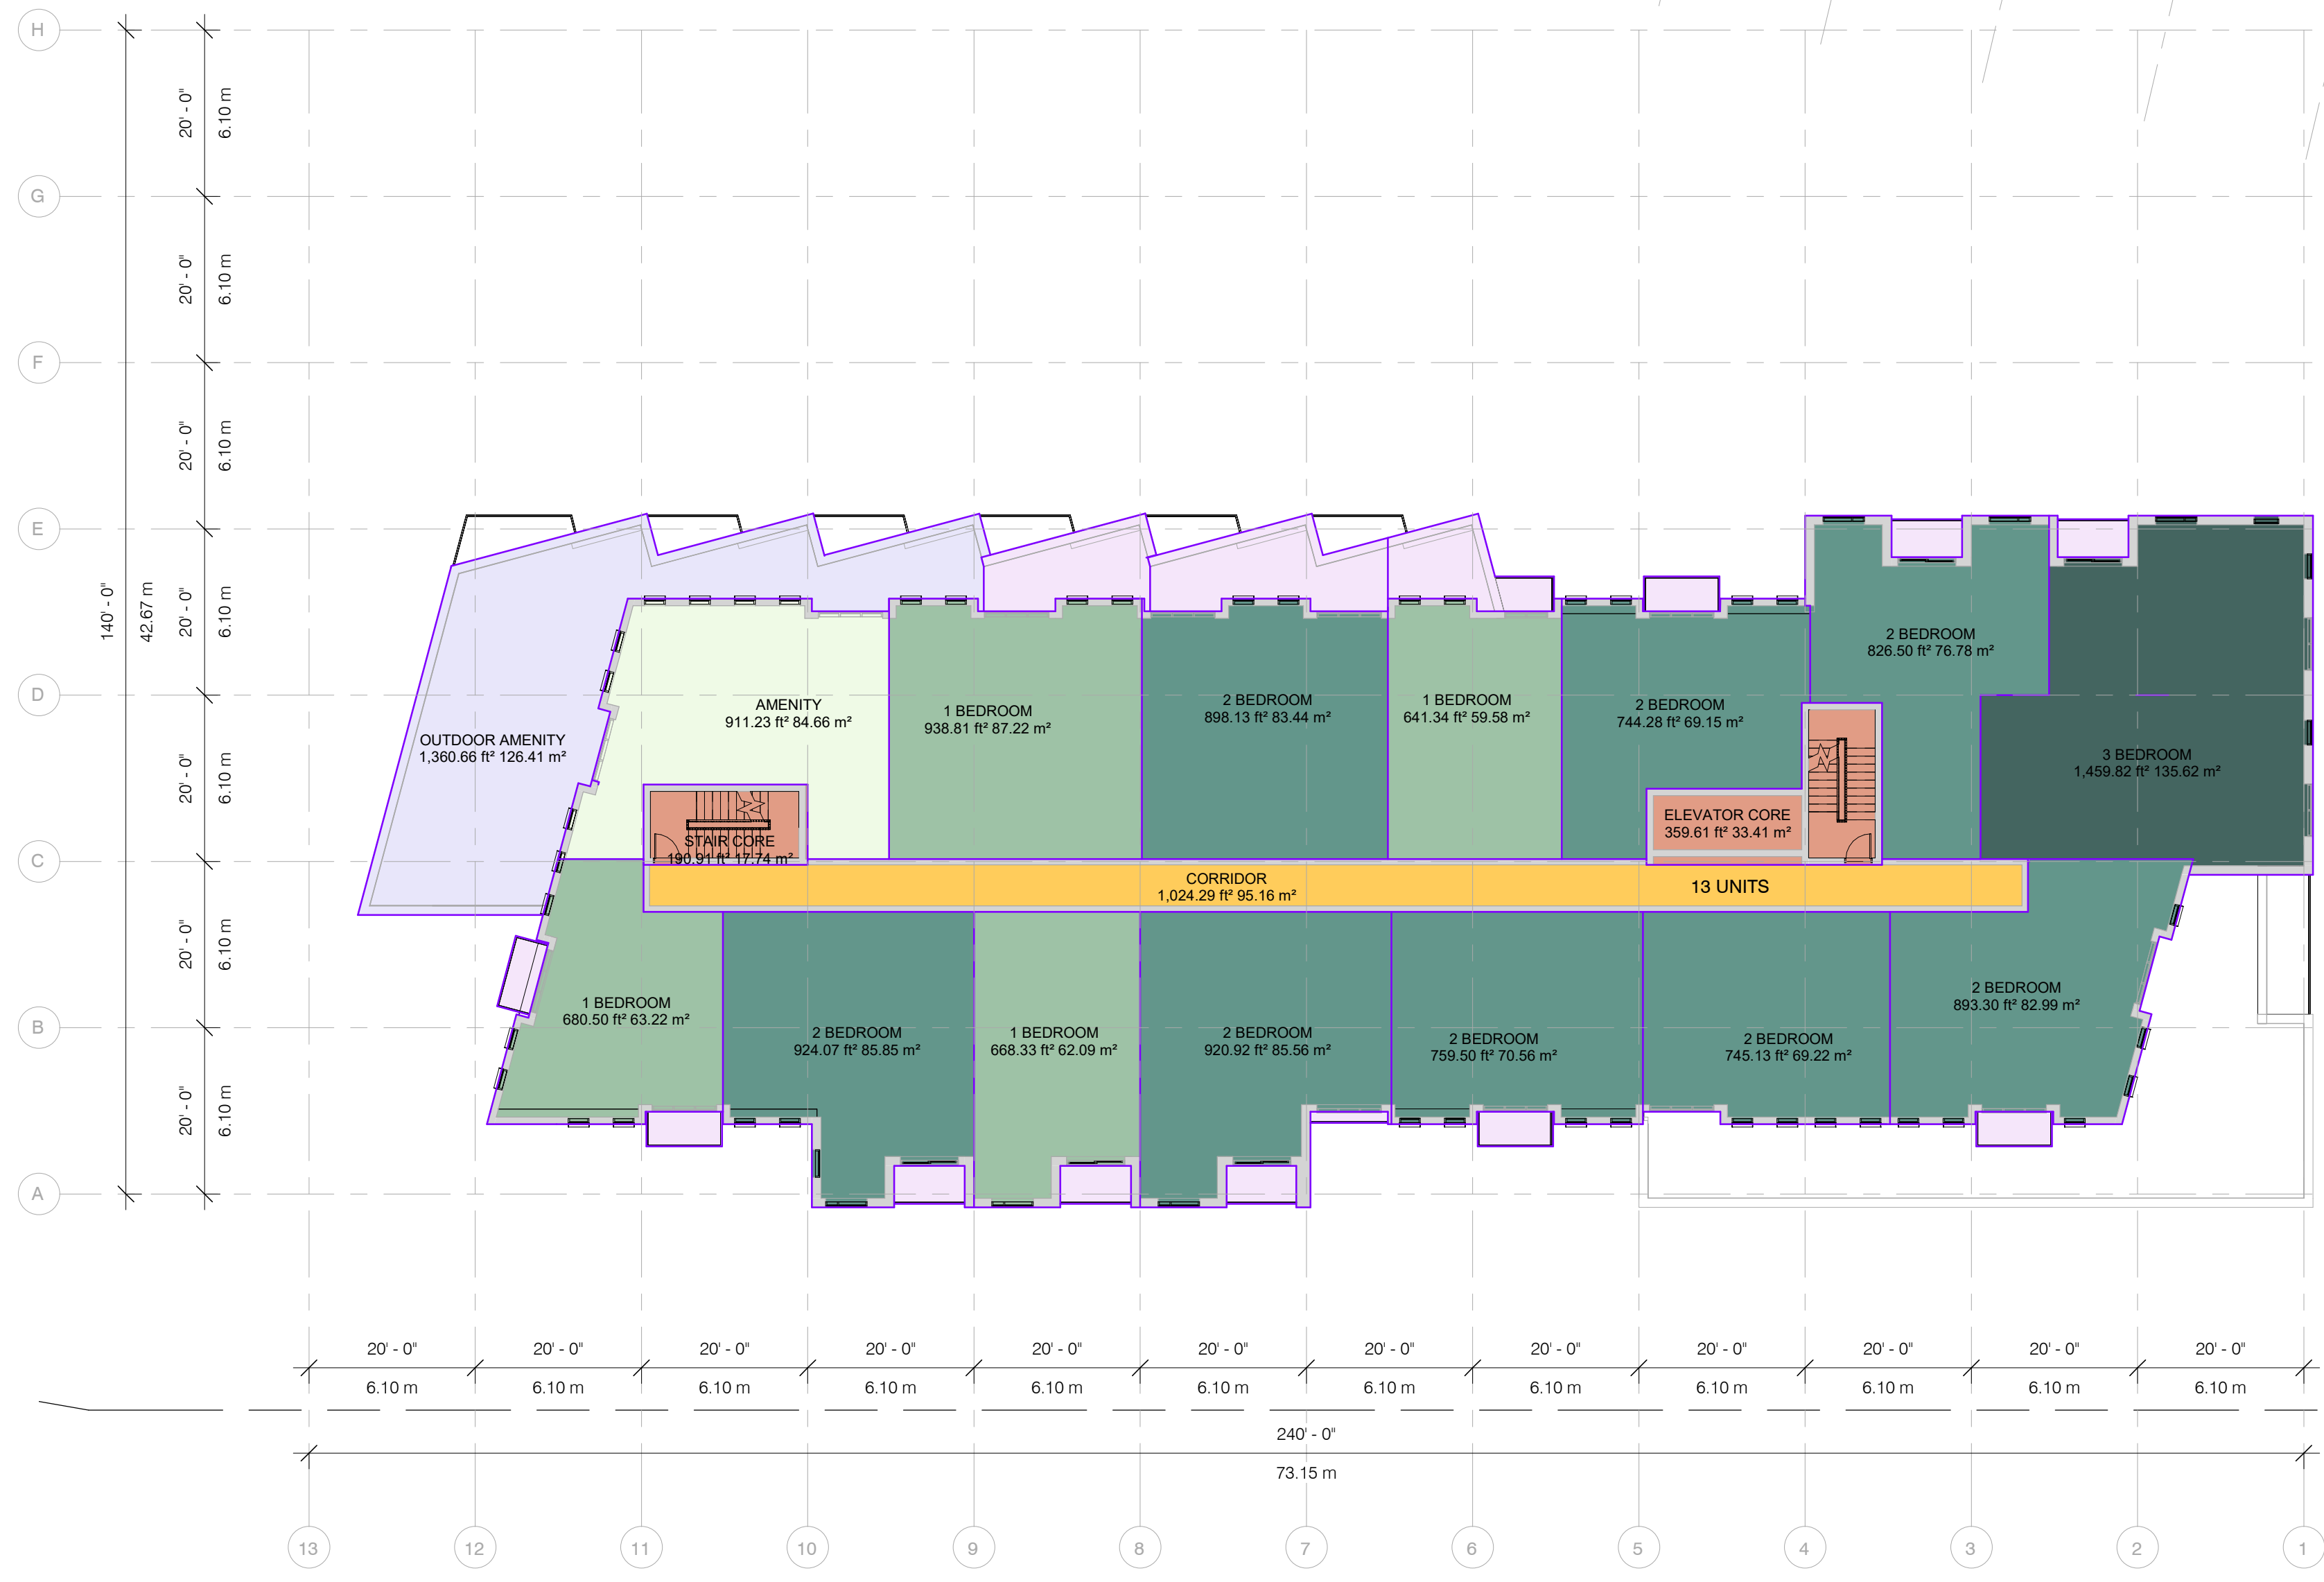 H
G
F
E
D
C
B
A
140' - 0"
42.67 m
20' - 0"
6.10 m
20' - 0"
6.10 m
20' - 0"
6.10 m
20' - 0"
6.10 m
20' - 0"
6.10 m
20' - 0"
6.10 m
20' - 0"
6.10 m
OUTDOOR AMENITY
1,360.66 ft² 126.41 m²
AMENITY
911.23 ft² 84.66 m²
1 BEDROOM
938.81 ft² 87.22 m²
2 BEDROOM
898.13 ft² 83.44 m²
1 BEDROOM
641.34 ft² 59.58 m²
2 BEDROOM
744.28 ft² 69.15 m²
2 BEDROOM
826.50 ft² 76.78 m²
3 BEDROOM
1,459.82 ft² 135.62 m²
STAIR CORE
190.91 ft² 17.74 m²
ELEVATOR CORE
359.61 ft² 33.41 m²
CORRIDOR
1,024.29 ft² 95.16 m²
13 UNITS
1 BEDROOM
680.50 ft² 63.22 m²
2 BEDROOM
924.07 ft² 85.85 m²
1 BEDROOM
668.33 ft² 62.09 m²
2 BEDROOM
920.92 ft² 85.56 m²
2 BEDROOM
759.50 ft² 70.56 m²
2 BEDROOM
745.13 ft² 69.22 m²
2 BEDROOM
893.30 ft² 82.99 m²
20' - 0" 20' - 0" 20' - 0" 20' - 0" 20' - 0" 20' - 0" 20' - 0" 20' - 0" 20' - 0" 20' - 0" 20' - 0" 20' - 0"
6.10 m 6.10 m 6.10 m 6.10 m 6.10 m 6.10 m 6.10 m 6.10 m 6.10 m 6.10 m 6.10 m 6.10 m
240' - 0"
73.15 m
13 12 11 10 9 8 7 6 5 4 3 2 1